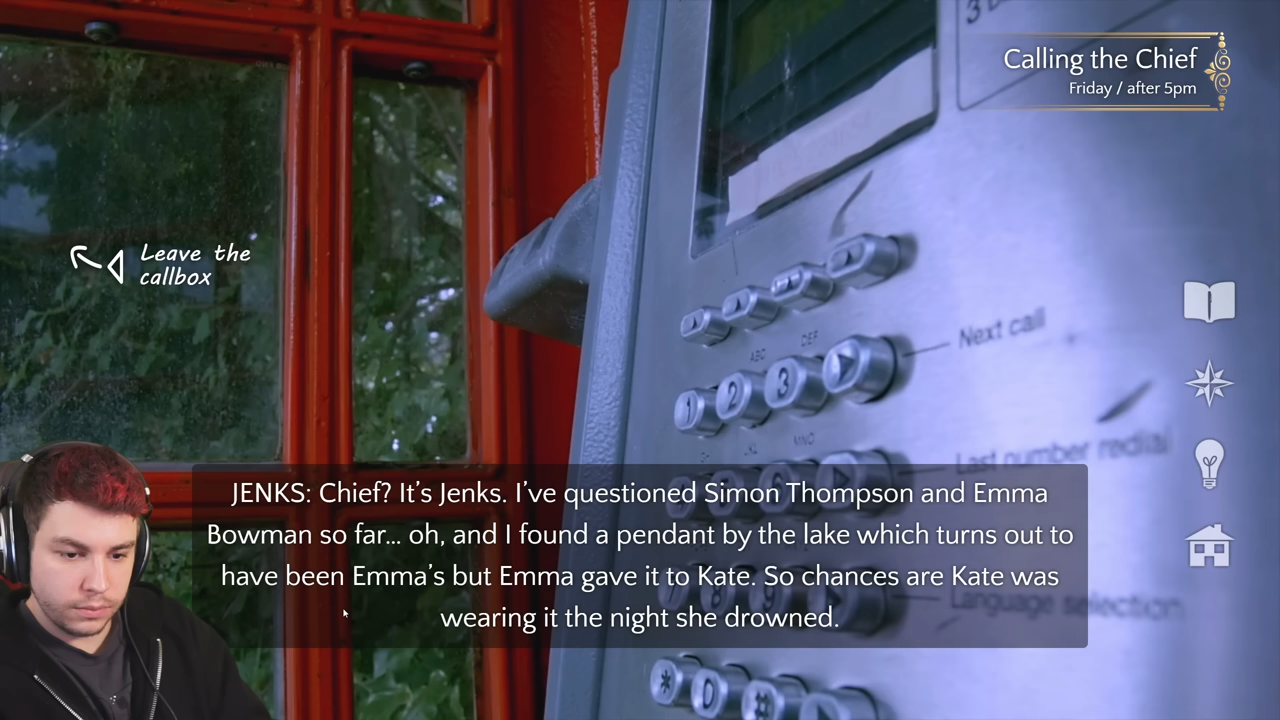 Calling the Chief
Friday / after 5pm
Leave the
callbox
ABC
DEF
1
2
3
Next call
JKL
MNO
Last number redial
JENKS: Chief? It's Jenks. I've questioned Simon Thompson and Emma
Bowman so far... oh, and I found a pendant by the lake which turns out to
have been Emma's but Emma gave it to Kate. So chances are Kate was
wearing it the night she drowned.
Language selection
* 0 #